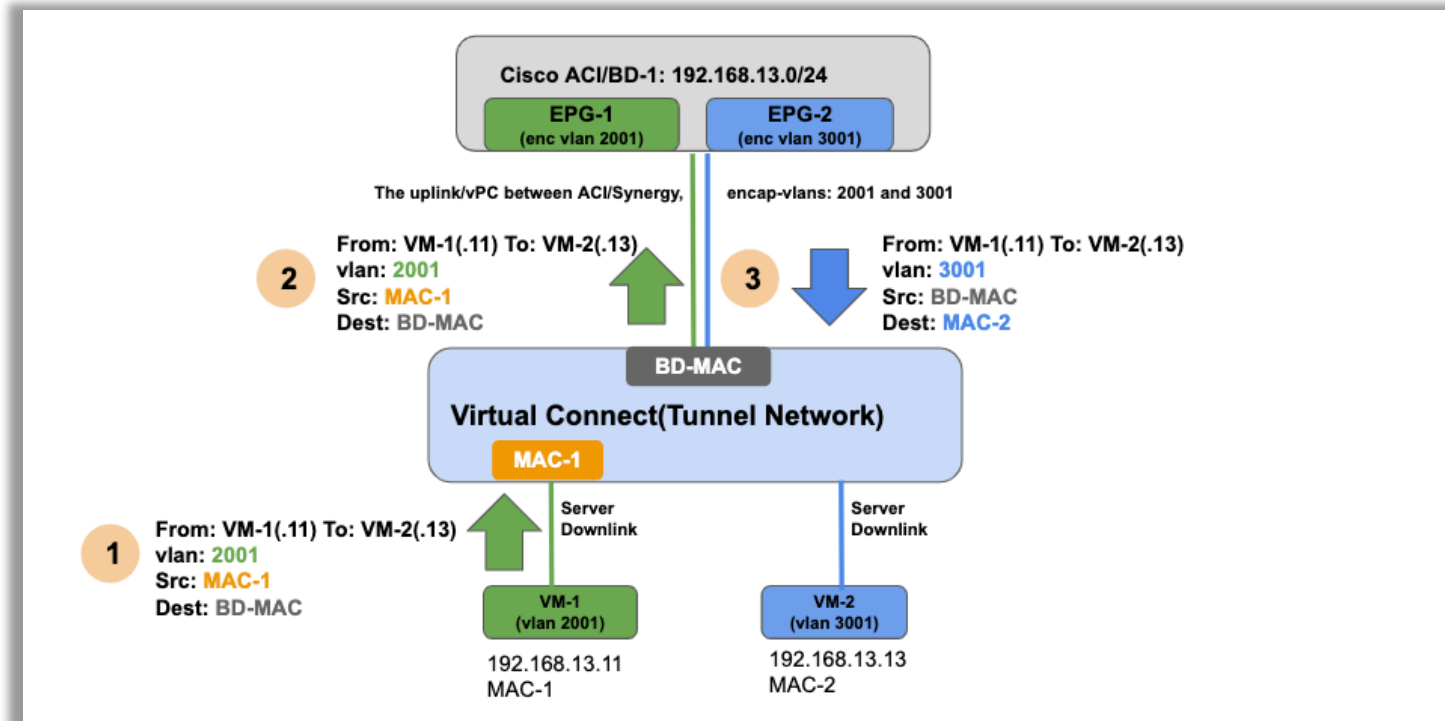 Cisco ACI/BD-1: 192.168.13.0/24
EPG-1
(enc vlan 2001)
EPG-2
(enc vlan 3001)
The uplink/vPC between ACI/Synergy,
encap-vlans: 2001 and 3001
2
From: VM-1(.11) To: VM-2(.13)
vlan: 2001
Src: MAC-1
Dest: BD-MAC
3
From: VM-1(.11) To: VM-2(.13)
vlan: 3001
Src: BD-MAC
Dest: MAC-2
BD-MAC
Virtual Connect(Tunnel Network)
MAC-1
1
From: VM-1(.11) To: VM-2(.13)
vlan: 2001
Src: MAC-1
Dest: BD-MAC
Server
Downlink
Server
Downlink
VM-1
(vlan 2001)
192.168.13.11
MAC-1
VM-2
(vlan 3001)
192.168.13.13
MAC-2